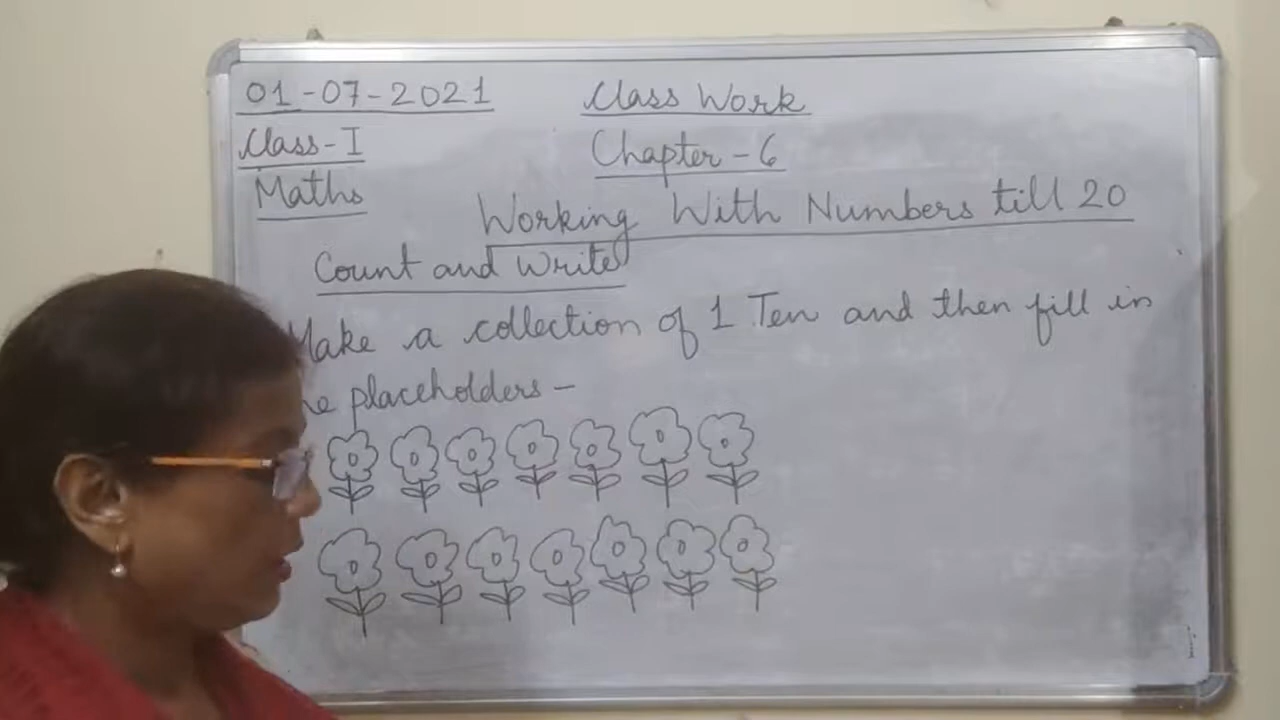 01-07-2021
Class Work
Class-I
Chapter-6
Maths
Working With Numbers till 20
Count and Write
Make a collection of 1 Ten and then fill in
placeholders-